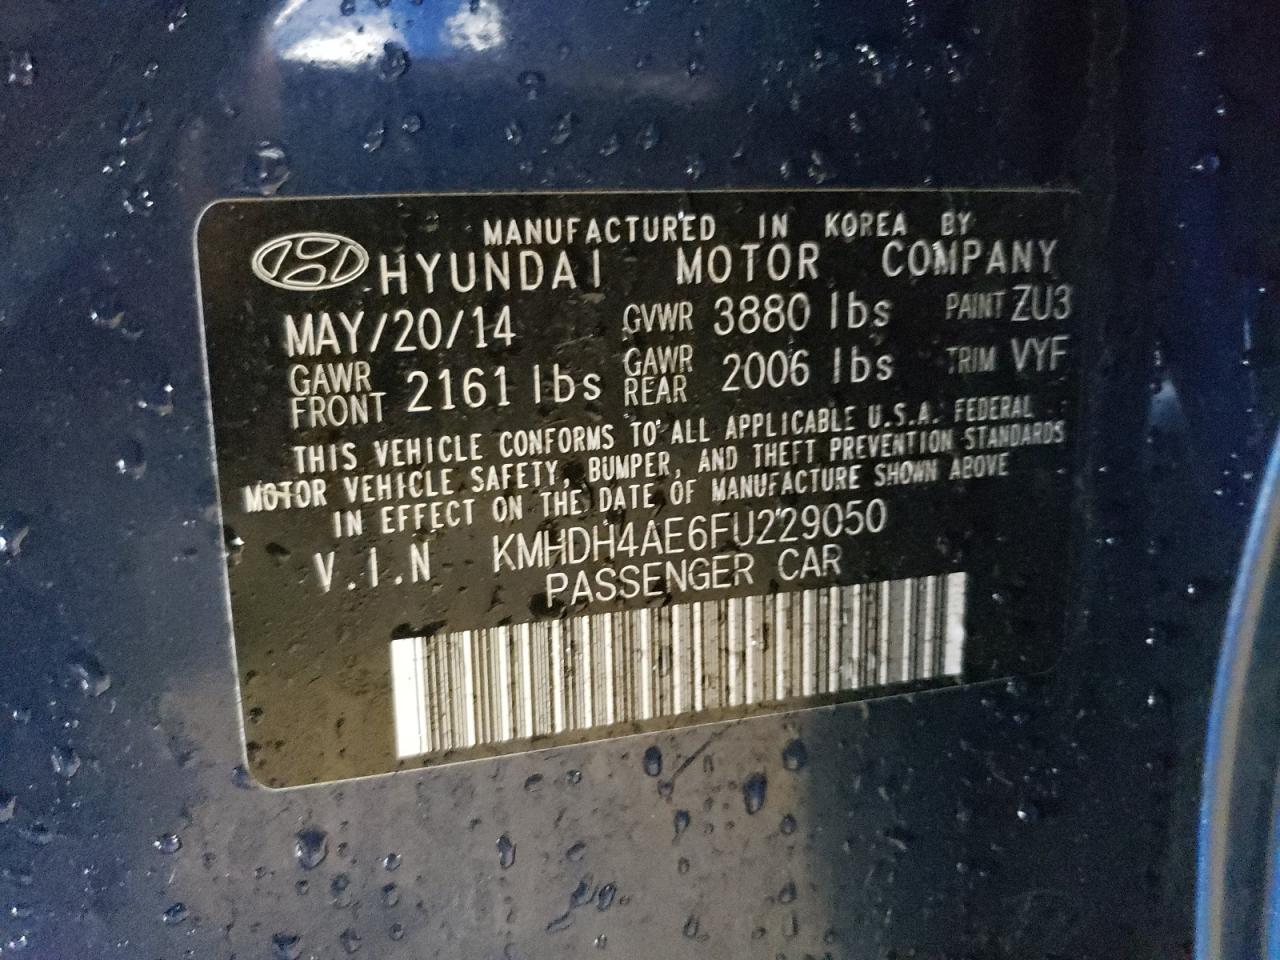 MANUFACTURED IN KOREA BY
HYUNDAI MOTOR COMPANY
MAY/20/14 GVWR 3880 lbs PAINT ZU3
GAWR FRONT 2161 lbs GAWR REAR 2006 lbs TRIM VYF
THIS VEHICLE CONFORMS TO ALL APPLICABLE U.S.A. FEDERAL
MOTOR VEHICLE SAFETY, BUMPER, AND THEFT PREVENTION STANDARDS
IN EFFECT ON THE DATE OF MANUFACTURE SHOWN ABOVE
V.I.N KMHDH4AE6FU229050
PASSENGER CAR